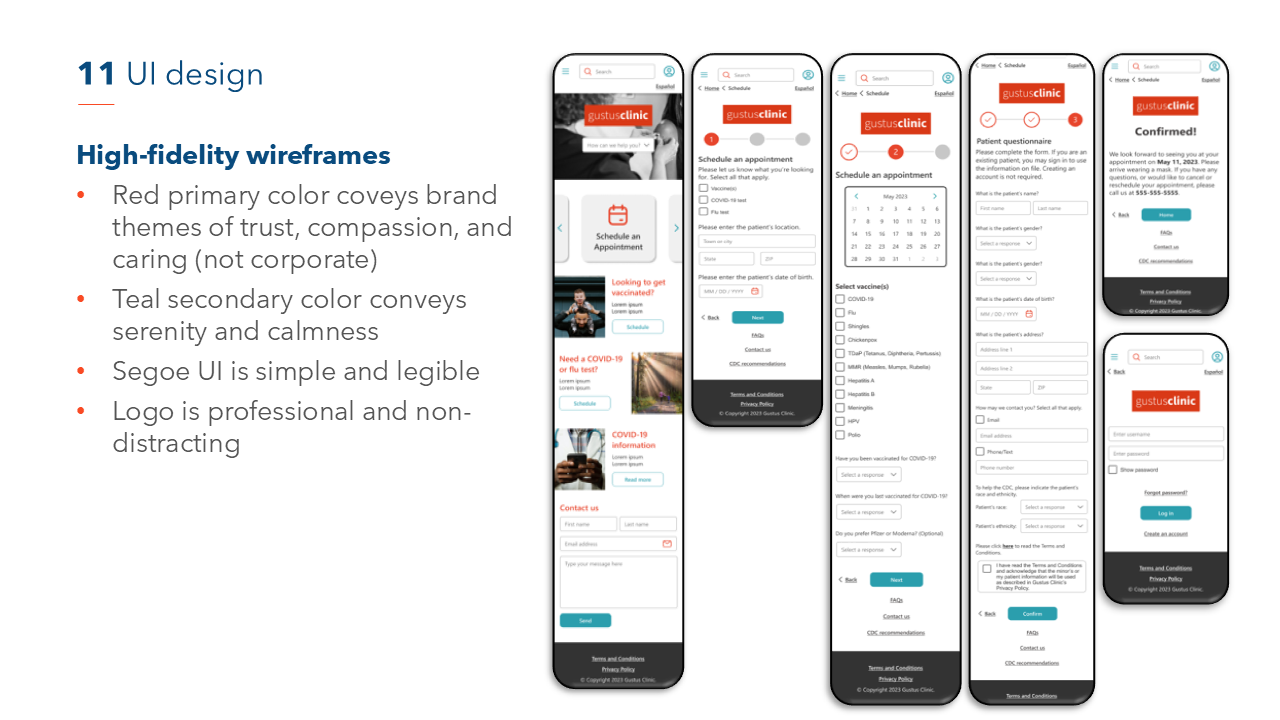 11 UI design
High-fidelity wireframes
• Red primary color coveys brand
themes of trust, compassion, and
caring (not corporate)
• Teal secondary color conveys
serenity and calmness
• Segoe UI is simple and legible
• Logo is professional and non-
distracting
Search
Español
gustusclinic
How can we help you?
Schedule an
Appointment
Looking to get
vaccinated?
Lorem ipsum
Lorem ipsum
Schedule
Need a COVID-19
or flu test?
Lorem ipsum
Lorem ipsum
Schedule
COVID-19
information
Lorem ipsum
Lorem ipsum
Read more
Contact us
First name Last name
Email address
Type your message here
Send
Terms and Conditions
Privacy Policy
© Copyright 2023 Gustus Clinic.
Search
Home Schedule Español
gustusclinic
1
Schedule an appointment
Please let us know what you're looking
for. Select all that apply.
Vaccine(s)
COVID-19 test
Flu test
Please enter the patient's location.
Town or city
State ZIP
Please enter the patient's date of birth.
MM / DD / YYYY
Back Next
FAQs
Contact us
CDC recommendations
Terms and Conditions
Privacy Policy
© Copyright 2023 Gustus Clinic.
Search
Home Schedule Español
gustusclinic
2
Schedule an appointment
May 2023
30 1 2 3 4 5 6
7 8 9 10 11 12 13
14 15 16 17 18 19 20
21 22 23 24 25 26 27
28 29 30 31 1 2 3
Select vaccine(s)
COVID-19
Flu
Shingles
Chickenpox
TDaP (Tetanus, Diphtheria, Pertussis)
MMR (Measles, Mumps, Rubella)
Hepatitis A
Hepatitis B
Meningitis
HPV
Polio
Have you been vaccinated for COVID-19?
Select a response
When were you last vaccinated for COVID-19?
Select a response
Do you prefer Pfizer or Moderna? (Optional)
Select a response
Back Next
FAQs
Contact us
CDC recommendations
Terms and Conditions
Privacy Policy
© Copyright 2023 Gustus Clinic.
Home Schedule Español
gustusclinic
3
Patient questionnaire
Please complete the form. If you are an
existing patient, you may sign in to use
the information on file. Creating an
account is not required.
What is the patient's name?
First name Last name
What is the patient's gender?
Select a response
What is the patient's gender?
Select a response
What is the patient's date of birth?
MM / DD / YYYY
What is the patient's address?
Address line 1
Address line 2
State ZIP
How may we contact you? Select all that apply.
Email
Email address
Phone/Text
Phone number
To help the CDC, please indicate the patient's
race and ethnicity.
Patient's race: Select a response
Patient's ethnicity: Select a response
Please click here to read the Terms and
Conditions.
I have read the Terms and Conditions
and acknowledge that the minor's or
my patient information will be used
as described in Gustus Clinic's
Privacy Policy.
Back Confirm
FAQs
Contact us
CDC recommendations
Terms and Conditions
Search
Home Schedule Español
gustusclinic
Confirmed!
We look forward to seeing you at your
appointment on May 11, 2023. Please
arrive wearing a mask. If you have any
questions, or would like to cancel or
reschedule your appointment, please
call us at 555-555-5555.
Back Home
FAQs
Contact us
CDC recommendations
Terms and Conditions
Privacy Policy
© Copyright 2023 Gustus Clinic.
Search
Back Español
gustusclinic
Enter username
Enter password
Show password
Forgot password?
Log in
Create an account
Terms and Conditions
Privacy Policy
© Copyright 2023 Gustus Clinic.